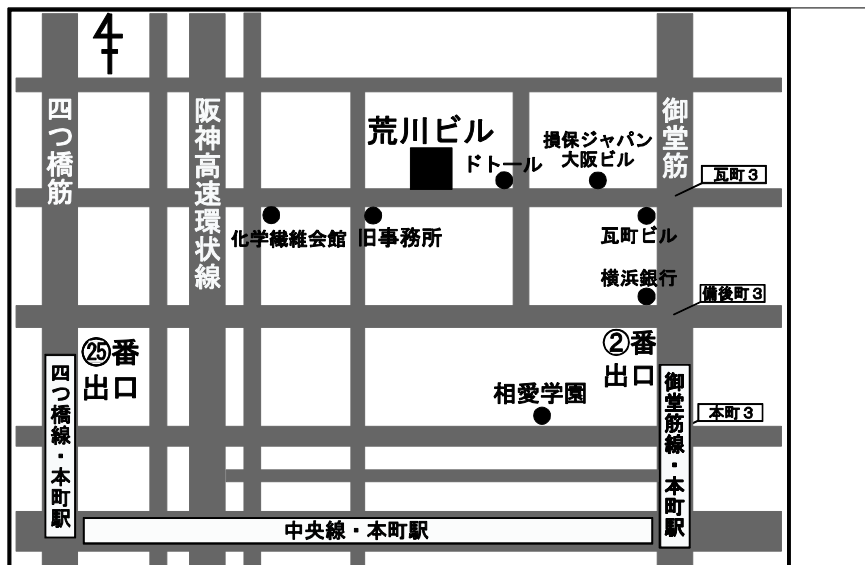 四つ橋筋
阪神高速環状線
御堂筋
荒川ビル
ドトール
損保ジャパン
大阪ビル
瓦町3
化学繊維会館
旧事務所
瓦町ビル
横浜銀行
備後町3
㉕番
出口
②番
出口
相愛学園
本町3
四つ橋線・本町駅
御堂筋線・本町駅
中央線・本町駅